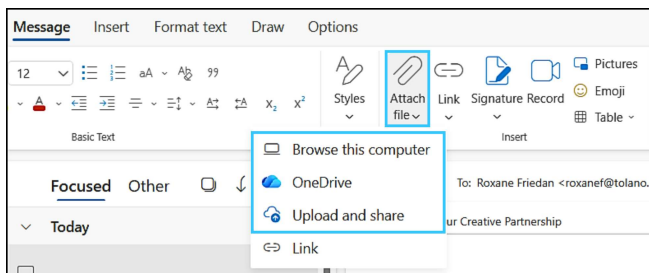 Message Insert Format text Draw Options
12 aA Ab 99
Pictures
Emoji
Table
A x₂ x²
Styles Attach file Link Signature Record
Basic Text Insert
Browse this computer
OneDrive
Upload and share
Link
Focused Other
To: Roxane Friedan <roxanef@tolano.
ur Creative Partnership
Today